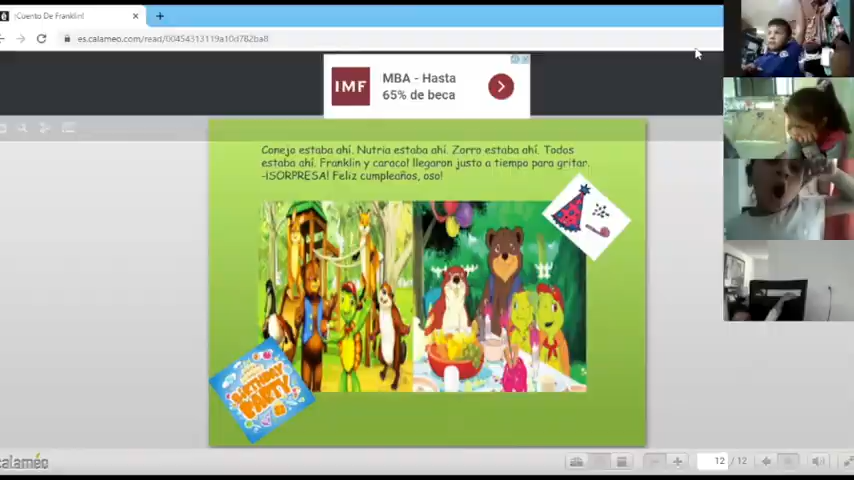 ¡Cuento De Franklin!
es.calameo.com/read/00454313119a10d782ba8
IMF
MBA - Hasta
65% de beca
Conejo estaba ahí. Nutria estaba ahí. Zorro estaba ahí. Todos
estaba ahí. Franklin y caracol llegaron justo a tiempo para gritar.
-¡SORPRESA! Feliz cumpleaños, oso!
BIRTHDAY
PARTY
calaméo
12 / 12